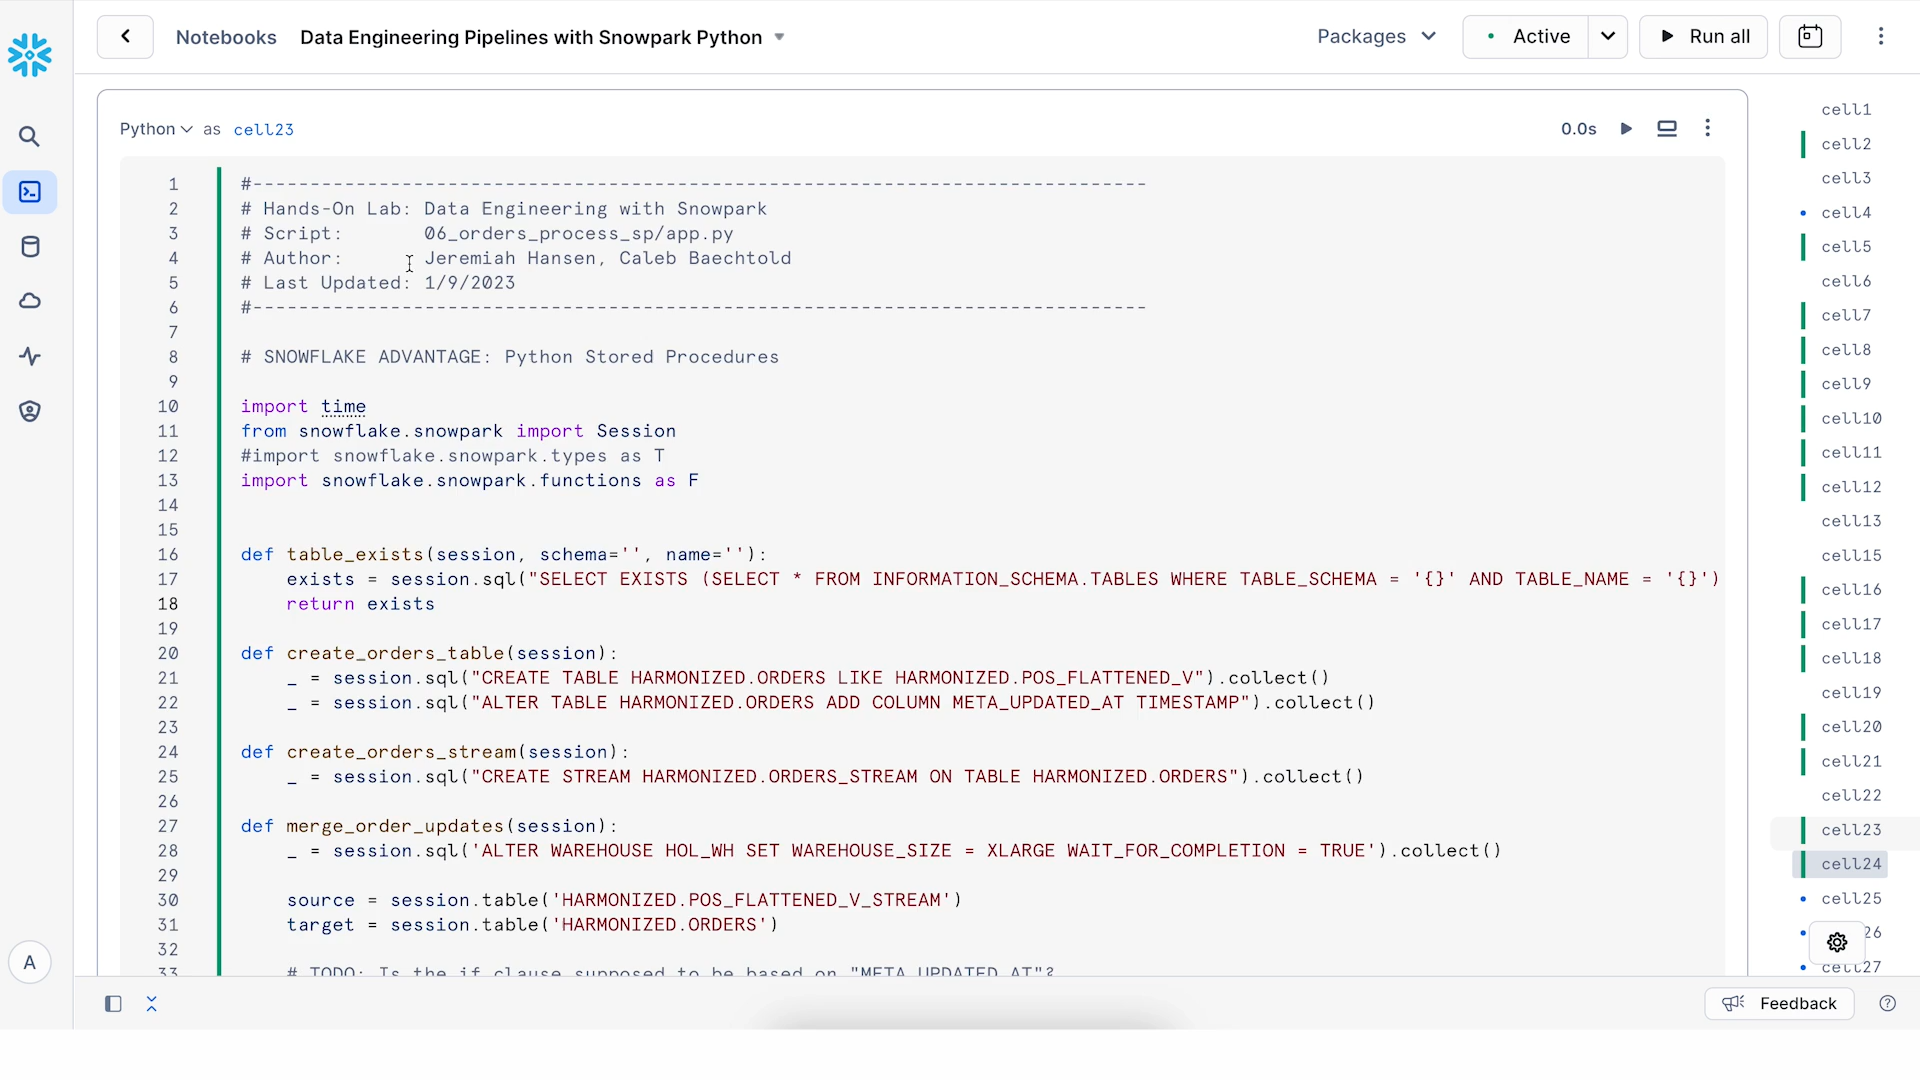 Notebooks Data Engineering Pipelines with Snowpark Python
Packages Active Run all
Python as cell23 0.0s
1 #------------------------------------------------------------------------------
2 # Hands-On Lab: Data Engineering with Snowpark
3 # Script: 06_orders_process_sp/app.py
4 # Author: Jeremiah Hansen, Caleb Baechtold
5 # Last Updated: 1/9/2023
6 #------------------------------------------------------------------------------
7
8 # SNOWFLAKE ADVANTAGE: Python Stored Procedures
9
10 import time
11 from snowflake.snowpark import Session
12 #import snowflake.snowpark.types as T
13 import snowflake.snowpark.functions as F
14
15
16 def table_exists(session, schema='', name=''):
17 exists = session.sql("SELECT EXISTS (SELECT * FROM INFORMATION_SCHEMA.TABLES WHERE TABLE_SCHEMA = '{}' AND TABLE_NAME = '{}')
18 return exists
19
20 def create_orders_table(session):
21 _ = session.sql("CREATE TABLE HARMONIZED.ORDERS LIKE HARMONIZED.POS_FLATTENED_V").collect()
22 _ = session.sql("ALTER TABLE HARMONIZED.ORDERS ADD COLUMN META_UPDATED_AT TIMESTAMP").collect()
23
24 def create_orders_stream(session):
25 _ = session.sql("CREATE STREAM HARMONIZED.ORDERS_STREAM ON TABLE HARMONIZED.ORDERS").collect()
26
27 def merge_order_updates(session):
28 _ = session.sql('ALTER WAREHOUSE HOL_WH SET WAREHOUSE_SIZE = XLARGE WAIT_FOR_COMPLETION = TRUE').collect()
29
30 source = session.table('HARMONIZED.POS_FLATTENED_V_STREAM')
31 target = session.table('HARMONIZED.ORDERS')
32
33 # TODO: Is the if clause supposed to be based on "META_UPDATED_AT"?
cell1
cell2
cell3
cell4
cell5
cell6
cell7
cell8
cell9
cell10
cell11
cell12
cell13
cell15
cell16
cell17
cell18
cell19
cell20
cell21
cell22
cell23
cell24
cell25
26
cell27
A
Feedback